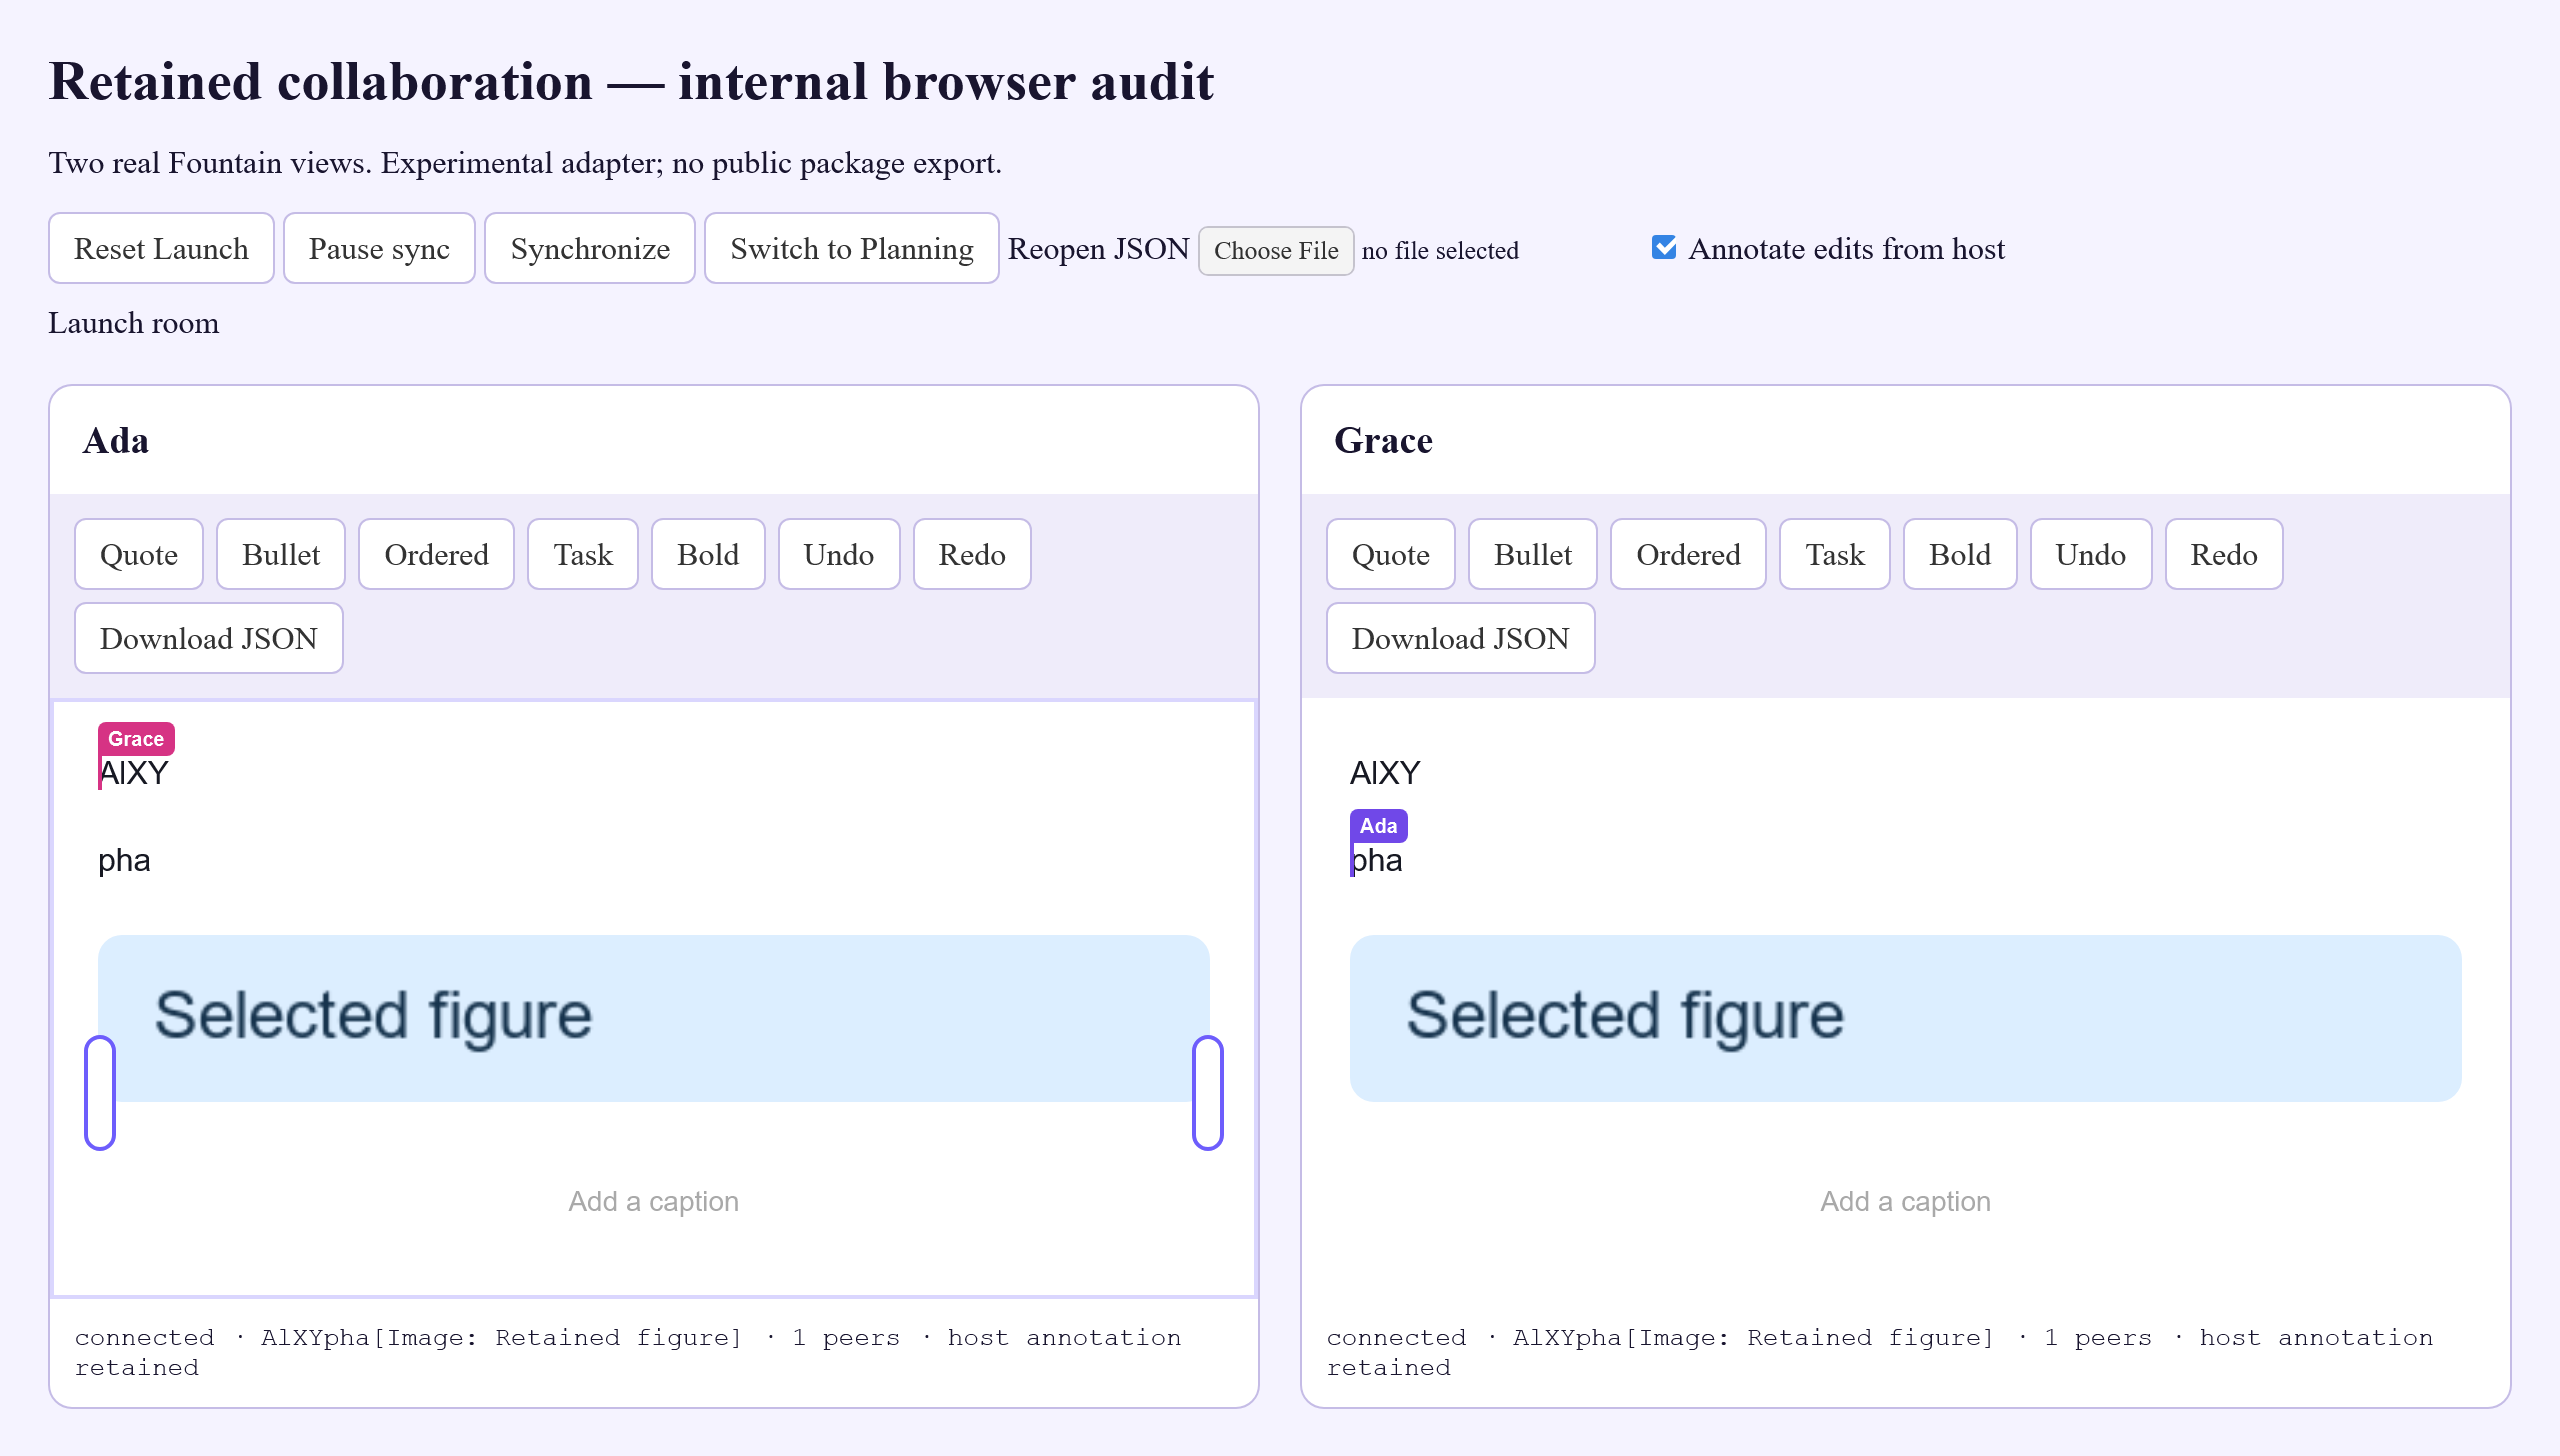 Retained collaboration — internal browser audit
Two real Fountain views. Experimental adapter; no public package export.
Reset Launch Pause sync Synchronize Switch to Planning Reopen JSON Choose File no file selected Annotate edits from host
Launch room
Ada
Quote Bullet Ordered Task Bold Undo Redo
Download JSON
Grace
AlXY
pha
Selected figure
Add a caption
connected · AlXYpha[Image: Retained figure] · 1 peers · host annotation
retained
Grace
Quote Bullet Ordered Task Bold Undo Redo
Download JSON
AlXY
Ada
pha
Selected figure
Add a caption
connected · AlXYpha[Image: Retained figure] · 1 peers · host annotation
retained